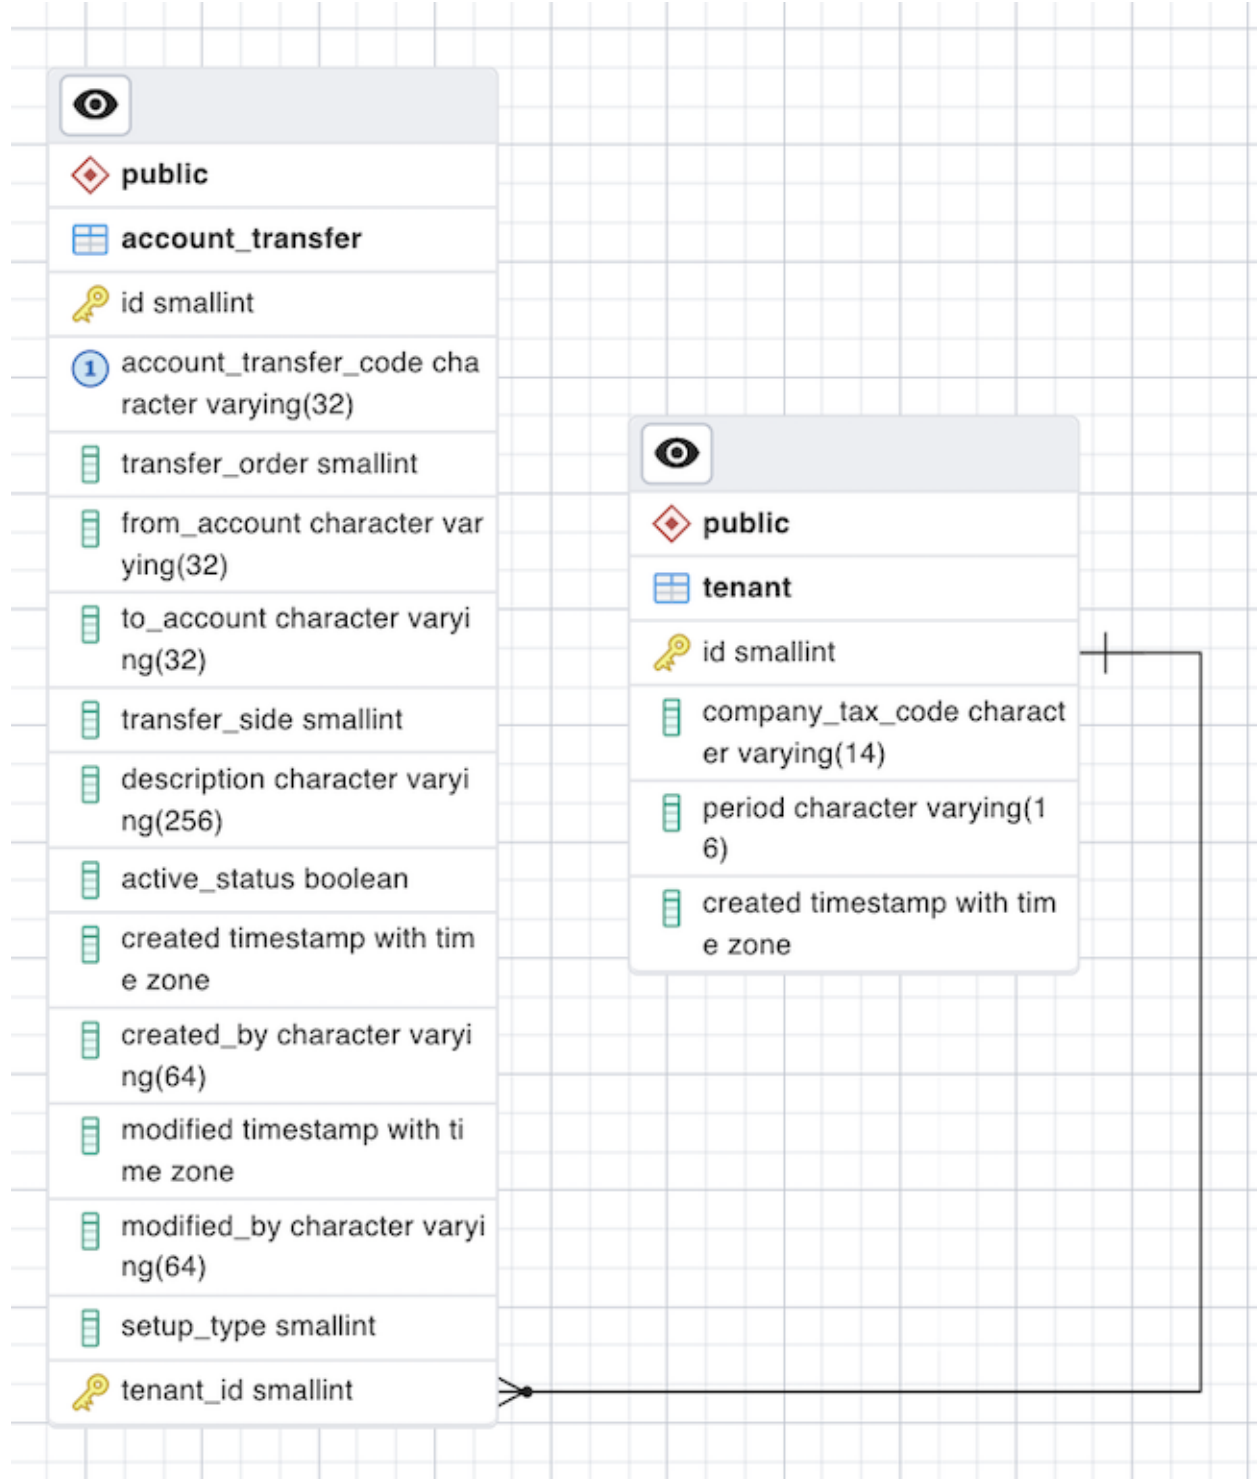 public
account_transfer
id smallint
1
account_transfer_code cha
racter varying(32)
transfer_order smallint
from_account character var
ying(32)
to_account character varyi
ng(32)
transfer_side smallint
description character varyi
ng(256)
active_status boolean
created timestamp with tim
e zone
created_by character varyi
ng(64)
modified timestamp with ti
me zone
modified_by character varyi
ng(64)
setup_type smallint
tenant_id smallint
public
tenant
id smallint
company_tax_code charact
er varying(14)
period character varying(1
6)
created timestamp with tim
e zone